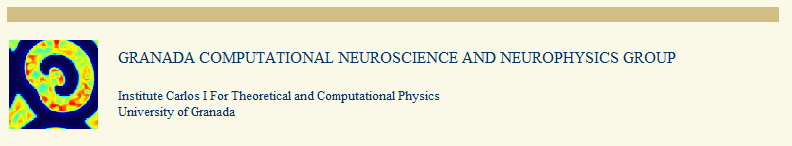 GRANADA COMPUTATIONAL NEUROSCIENCE AND NEUROPHYSICS GROUP
Institute Carlos I For Theoretical and Computational Physics
University of Granada